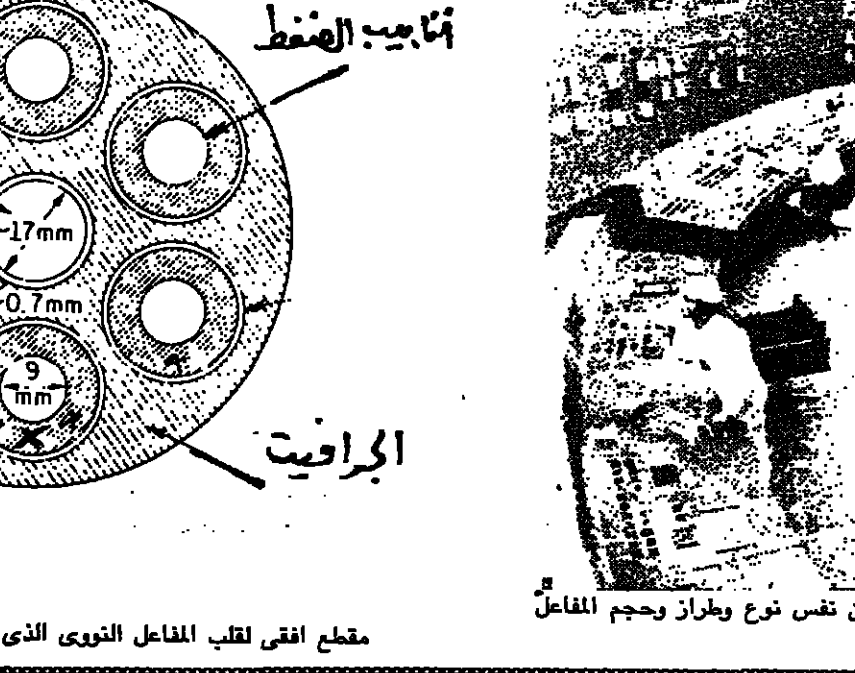 أنابيب الضغط
17mm
0.7mm
9
mm
الجرافيت
ن نفس نوع وطراز وحجم المفاعل
مقطع افقى لقلب المفاعل النووى الذى